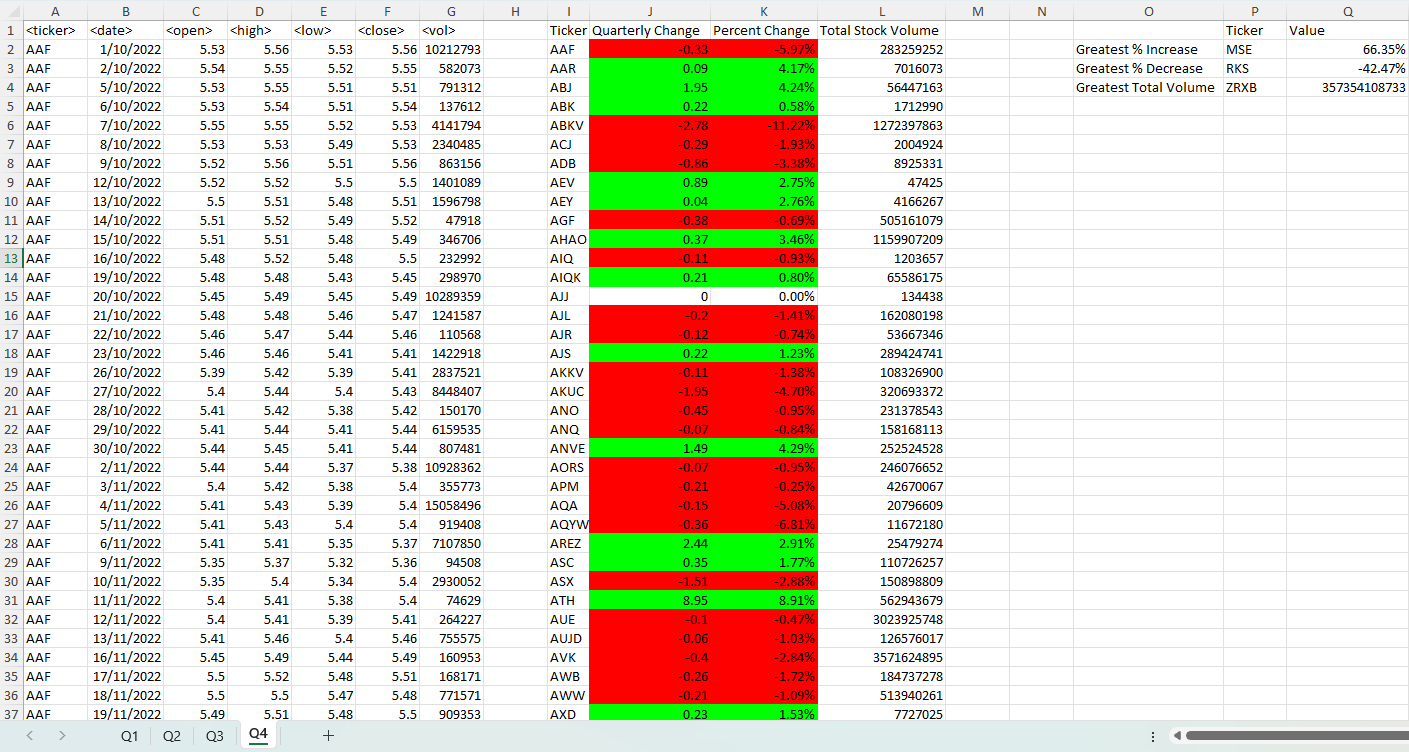 A B C D E F G H I J K L M N O P Q
1 <ticker> <date> <open> <high> <low> <close> <vol> Ticker Quarterly Change Percent Change Total Stock Volume Ticker Value
2 AAF 1/10/2022 5.53 5.56 5.53 5.56 10212793 AAF -0.33 -5.97% 283259252 Greatest % Increase MSE 66.35%
3 AAF 2/10/2022 5.54 5.55 5.52 5.55 582073 AAR 0.09 4.17% 7016073 Greatest % Decrease RKS -42.47%
4 AAF 5/10/2022 5.53 5.55 5.51 5.51 791312 ABJ 1.95 4.24% 56447163 Greatest Total Volume ZRXB 357354108733
5 AAF 6/10/2022 5.53 5.54 5.51 5.54 137612 ABK 0.22 0.58% 1712990
6 AAF 7/10/2022 5.55 5.55 5.52 5.53 4141794 ABKV -2.78 -11.22% 1272397863
7 AAF 8/10/2022 5.53 5.53 5.49 5.53 2340485 ACJ -0.29 -1.93% 2004924
8 AAF 9/10/2022 5.52 5.56 5.51 5.56 863156 ADB -0.86 -3.38% 8925331
9 AAF 12/10/2022 5.52 5.52 5.5 5.5 1401089 AEV 0.89 2.75% 47425
10 AAF 13/10/2022 5.5 5.51 5.48 5.51 1596798 AEY 0.04 2.76% 4166267
11 AAF 14/10/2022 5.51 5.52 5.49 5.52 47918 AGF -0.38 -0.69% 505161079
12 AAF 15/10/2022 5.51 5.51 5.48 5.49 346706 AHAO 0.37 3.46% 1159907209
13 AAF 16/10/2022 5.48 5.52 5.48 5.5 232992 AIQ -0.11 -0.93% 1203657
14 AAF 19/10/2022 5.48 5.48 5.43 5.45 298970 AIQK 0.21 0.80% 65586175
15 AAF 20/10/2022 5.45 5.49 5.45 5.49 10289359 AJJ 0 0.00% 134438
16 AAF 21/10/2022 5.48 5.48 5.46 5.47 1241587 AJL -0.2 -1.41% 162080198
17 AAF 22/10/2022 5.46 5.47 5.44 5.46 110568 AJR -0.12 -0.74% 53667346
18 AAF 23/10/2022 5.46 5.46 5.41 5.41 1422918 AJS 0.22 1.23% 289424741
19 AAF 26/10/2022 5.39 5.42 5.39 5.41 2837521 AKKV -0.11 -1.38% 108326900
20 AAF 27/10/2022 5.4 5.44 5.4 5.43 8448407 AKUC -1.95 -4.70% 320693372
21 AAF 28/10/2022 5.41 5.42 5.38 5.42 150170 ANO -0.45 -0.95% 231378543
22 AAF 29/10/2022 5.41 5.44 5.41 5.44 6159535 ANQ -0.07 -0.84% 158168113
23 AAF 30/10/2022 5.44 5.45 5.41 5.44 807481 ANVE 1.49 4.29% 252524528
24 AAF 2/11/2022 5.44 5.44 5.37 5.38 10928362 AORS -0.07 -0.95% 246076652
25 AAF 3/11/2022 5.4 5.42 5.38 5.4 355773 APM -0.21 -0.25% 42670067
26 AAF 4/11/2022 5.41 5.43 5.39 5.4 15058496 AQA -0.15 -5.08% 20796609
27 AAF 5/11/2022 5.41 5.43 5.4 5.4 919408 AQYW -0.36 -6.81% 11672180
28 AAF 6/11/2022 5.41 5.41 5.35 5.37 7107850 AREZ 2.44 2.91% 25479274
29 AAF 9/11/2022 5.35 5.37 5.32 5.36 94508 ASC 0.35 1.77% 110726257
30 AAF 10/11/2022 5.35 5.4 5.34 5.4 2930052 ASX -1.51 -2.88% 150898809
31 AAF 11/11/2022 5.4 5.41 5.38 5.4 74629 ATH 8.95 8.91% 562943679
32 AAF 12/11/2022 5.4 5.41 5.39 5.41 264227 AUE -0.1 -0.47% 3023925748
33 AAF 13/11/2022 5.41 5.46 5.4 5.46 755575 AUJD -0.06 -1.03% 126576017
34 AAF 16/11/2022 5.45 5.49 5.44 5.49 160953 AVK -0.4 -2.84% 3571624895
35 AAF 17/11/2022 5.5 5.52 5.48 5.51 168171 AWB -0.26 -1.72% 184737278
36 AAF 18/11/2022 5.5 5.5 5.47 5.48 771571 AWW -0.21 -1.09% 513940261
37 AAF 19/11/2022 5.49 5.51 5.48 5.5 909353 AXD 0.23 1.53% 7727025
Q1 Q2 Q3 Q4